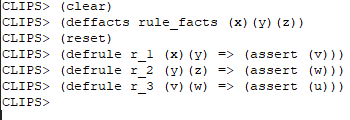 CLIPS> (clear)
CLIPS> (deffacts rule_facts (x)(y)(z))
CLIPS> (reset)
CLIPS> (defrule r_1 (x)(y) => (assert (v)))
CLIPS> (defrule r_2 (y)(z) => (assert (w)))
CLIPS> (defrule r_3 (v)(w) => (assert (u)))
CLIPS>